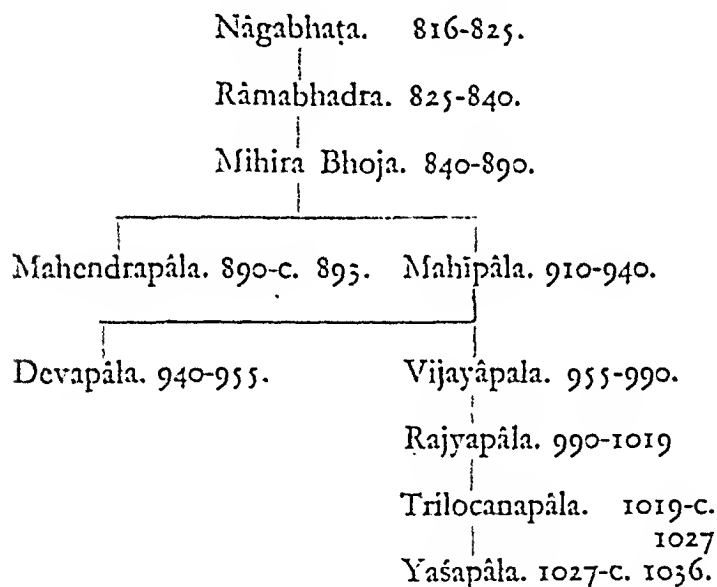 Nâgabhaṭa. 816-825.
Râmabhadra. 825-840.
Mihira Bhoja. 840-890.
Mahendrapâla. 890-c. 893. Mahîpâla. 910-940.
Devapâla. 940-955. Vijayâpala. 955-990.
Rajyapâla. 990-1019
Trilocanapâla. 1019-c.
1027
Yaśapâla. 1027-c. 1036.